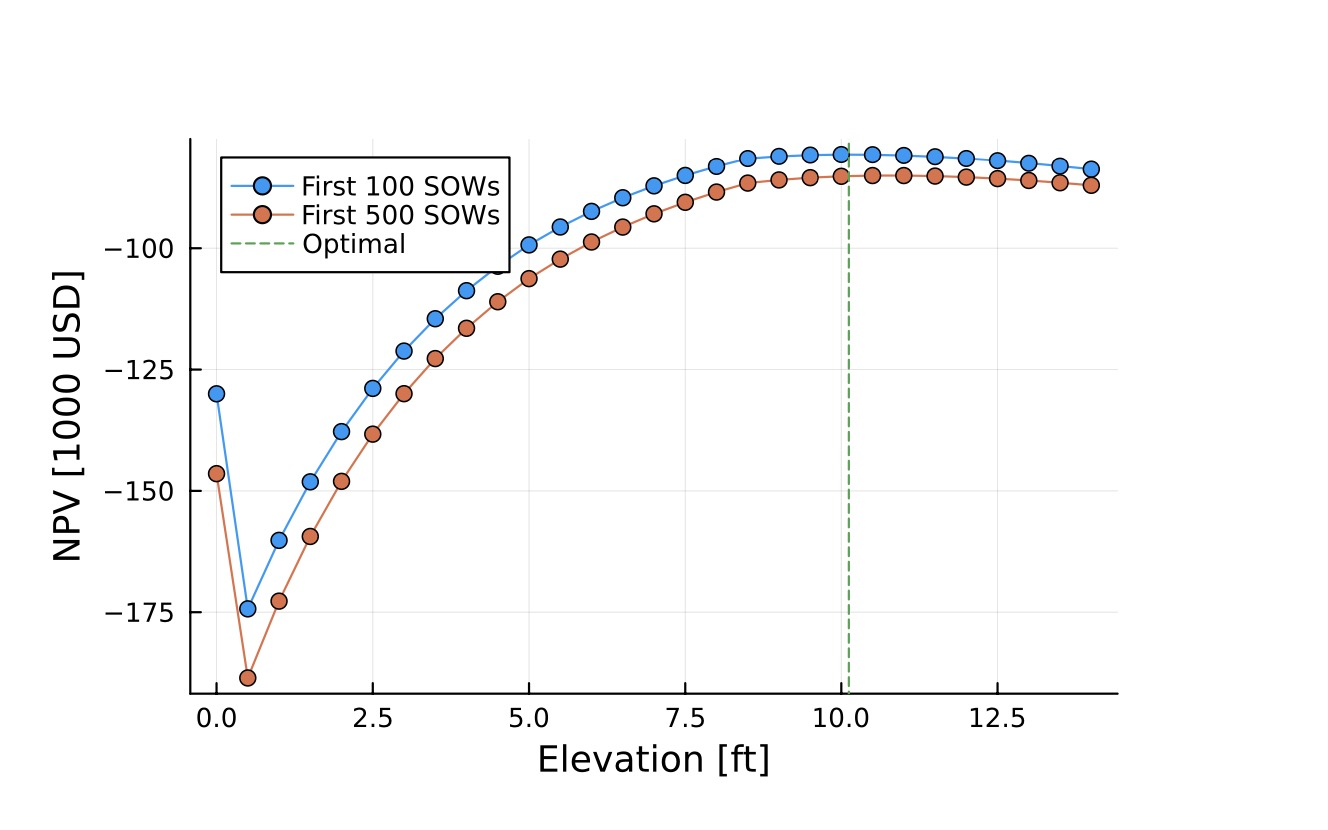 First 100 SOWs
First 500 SOWs
Optimal
−100
−125
−150
−175
NPV [1000 USD]
0.0 2.5 5.0 7.5 10.0 12.5
Elevation [ft]